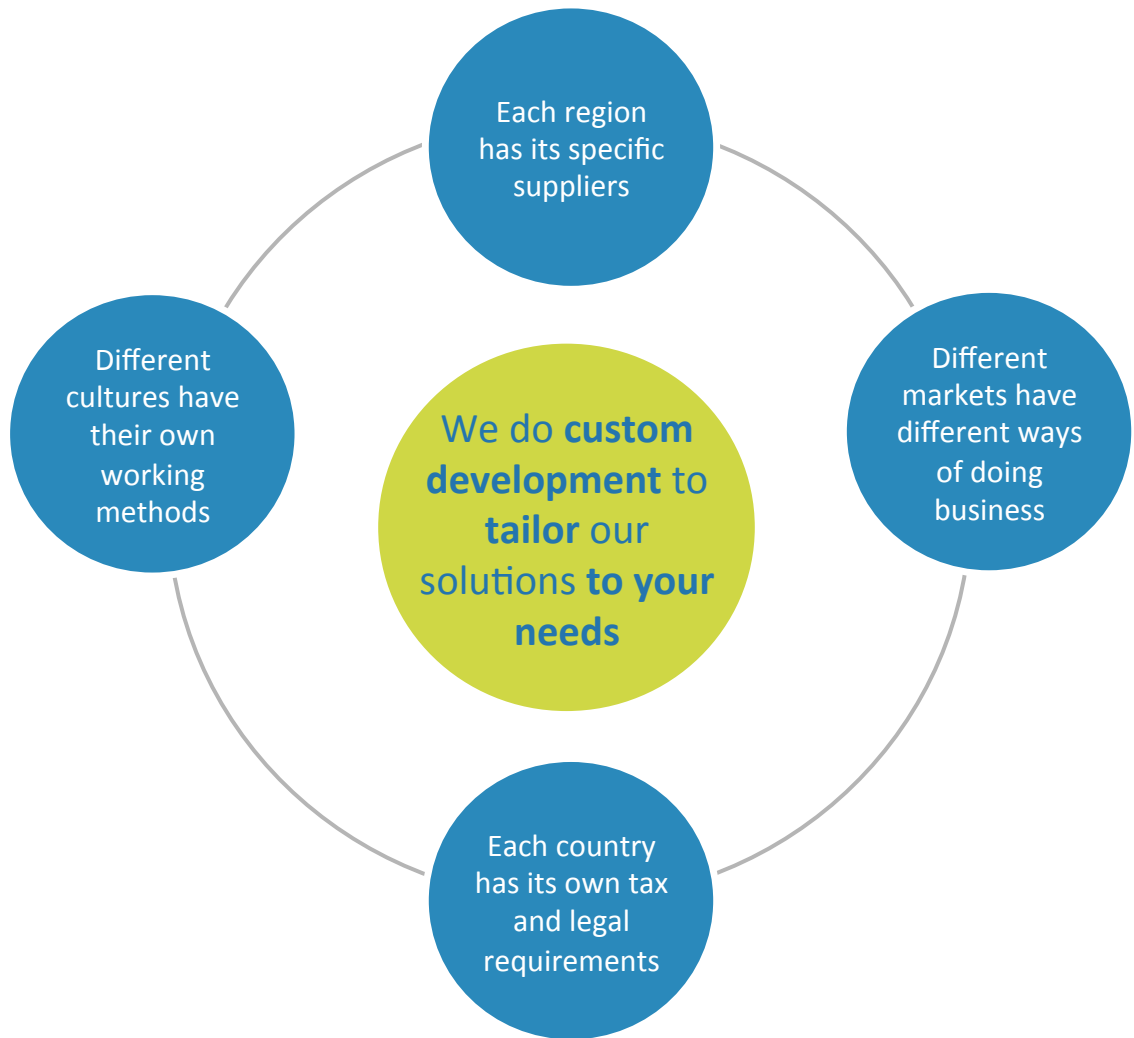 Each region
has its specific
suppliers
Different
cultures have
their own
working
methods
We do custom
development to
tailor our
solutions to your
needs
Different
markets have
different ways
of doing
business
Each country
has its own tax
and legal
requirements